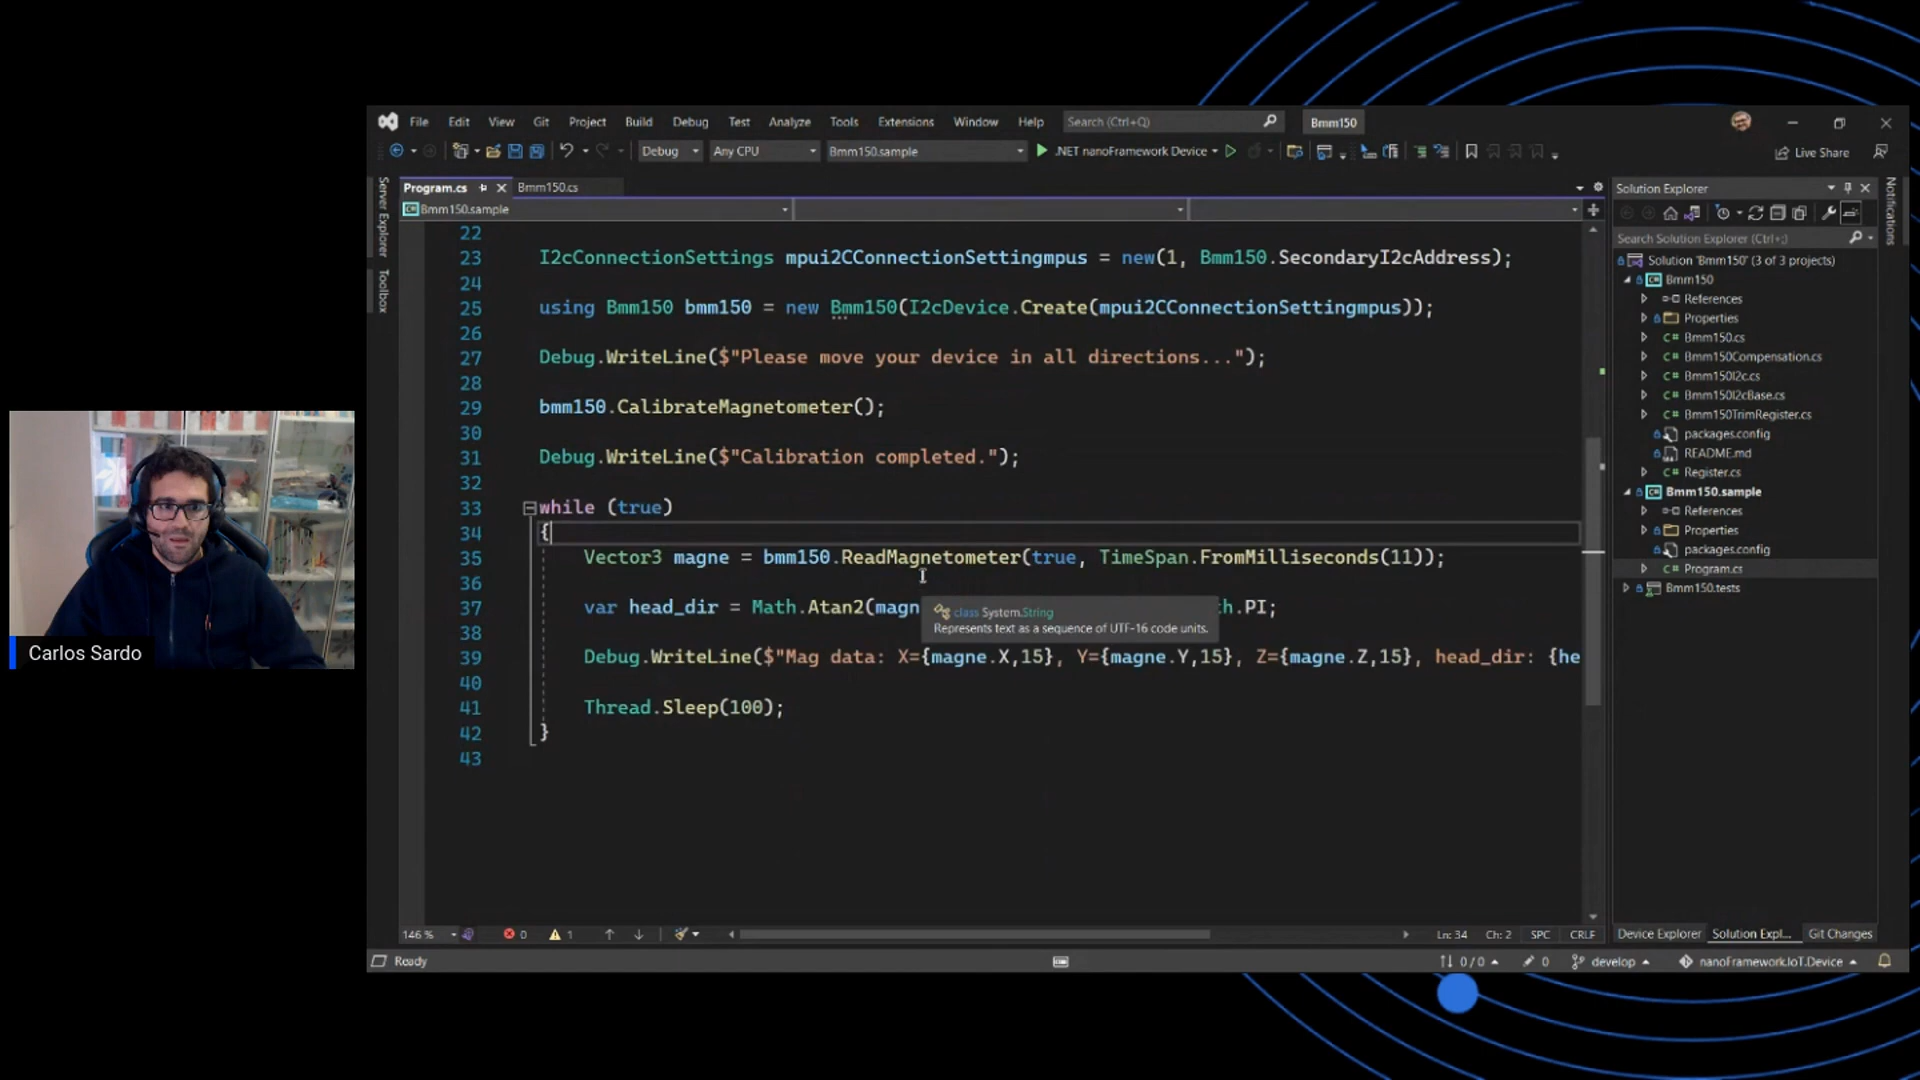 File Edit View Git Project Build Debug Test Analyze Tools Extensions Window Help Search (Ctrl+Q) Bmm150
Debug Any CPU Bmm150.sample .NET nanoFramework Device Live Share
Server Explorer
Toolbox
Program.cs Bmm150.cs
Bmm150.sample
22
23 I2cConnectionSettings mpui2CConnectionSettingmpus = new(1, Bmm150.SecondaryI2cAddress);
24
25 using Bmm150 bmm150 = new Bmm150(I2cDevice.Create(mpui2CConnectionSettingmpus));
26
27 Debug.WriteLine($"Please move your device in all directions...");
28
29 bmm150.CalibrateMagnetometer();
30
31 Debug.WriteLine($"Calibration completed.");
32
33 while (true)
34 {
35 Vector3 magne = bmm150.ReadMagnetometer(true, TimeSpan.FromMilliseconds(11));
36
37 var head_dir = Math.Atan2(magn h.PI;
class System.String
Represents text as a sequence of UTF-16 code units.
38
39 Debug.WriteLine($"Mag data: X={magne.X,15}, Y={magne.Y,15}, Z={magne.Z,15}, head_dir: {he
40
41 Thread.Sleep(100);
42 }
43
146 % 0 1 Ln: 34 Ch: 2 SPC CRLF
Ready 0 / 0 0 develop nanoFramework.IoT.Device
Solution Explorer
Search Solution Explorer (Ctrl+;)
Solution 'Bmm150' (3 of 3 projects)
Bmm150
References
Properties
Bmm150.cs
Bmm150Compensation.cs
Bmm150I2c.cs
Bmm150I2cBase.cs
Bmm150TrimRegister.cs
packages.config
README.md
Register.cs
Bmm150.sample
References
Properties
packages.config
Program.cs
Bmm150.tests
Device Explorer Solution Expl... Git Changes
Notifications
Carlos Sardo